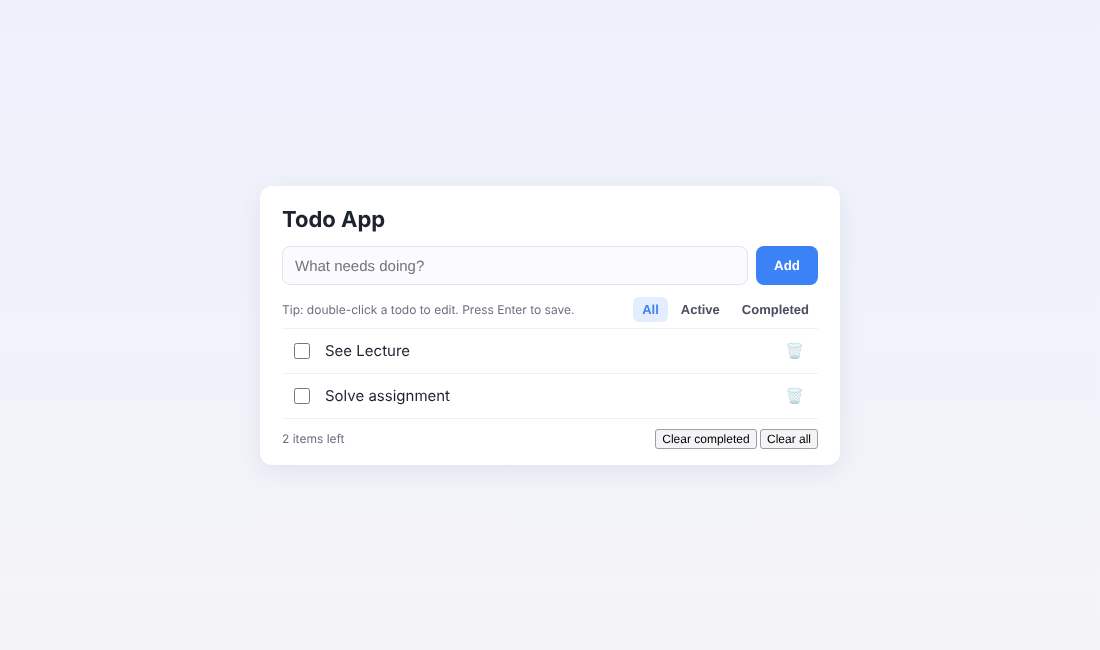 Todo App
What needs doing? Add
Tip: double-click a todo to edit. Press Enter to save. All Active Completed
See Lecture
Solve assignment
2 items left Clear completed Clear all